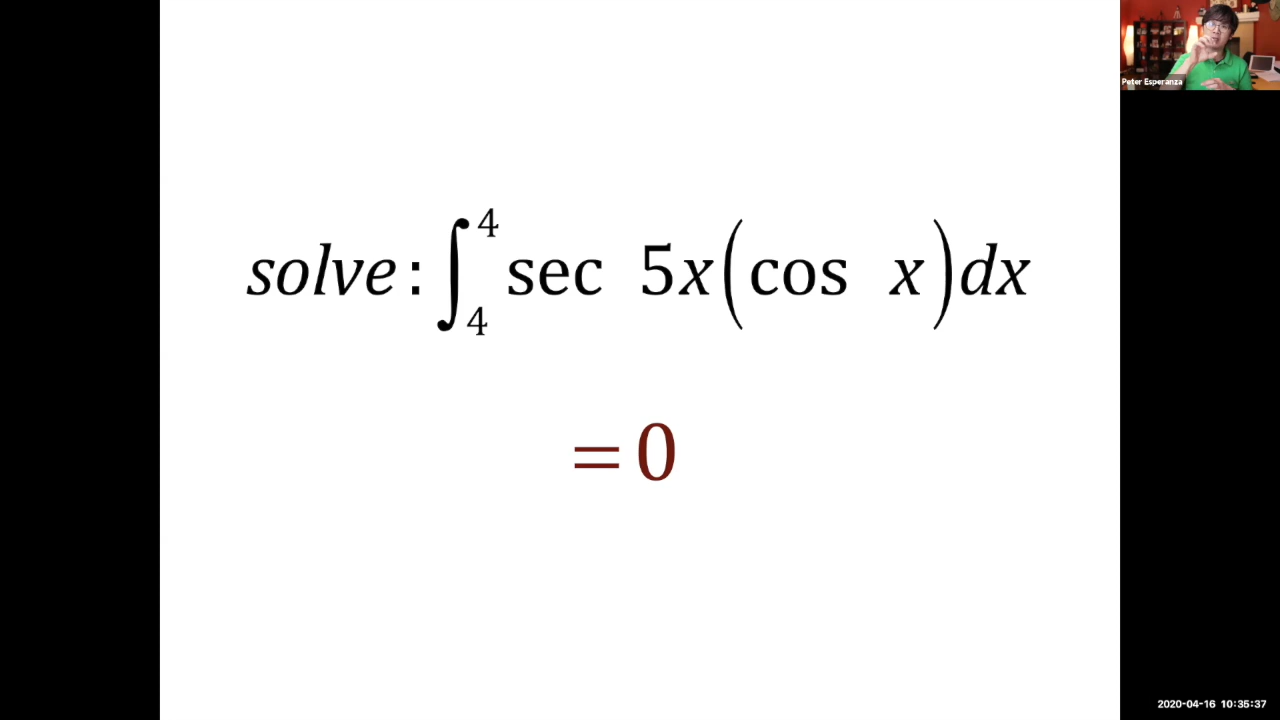 solve: ∫₄⁴ sec 5x(cos x)dx
= 0
Peter Esperanza
2020-04-16 10:35:37